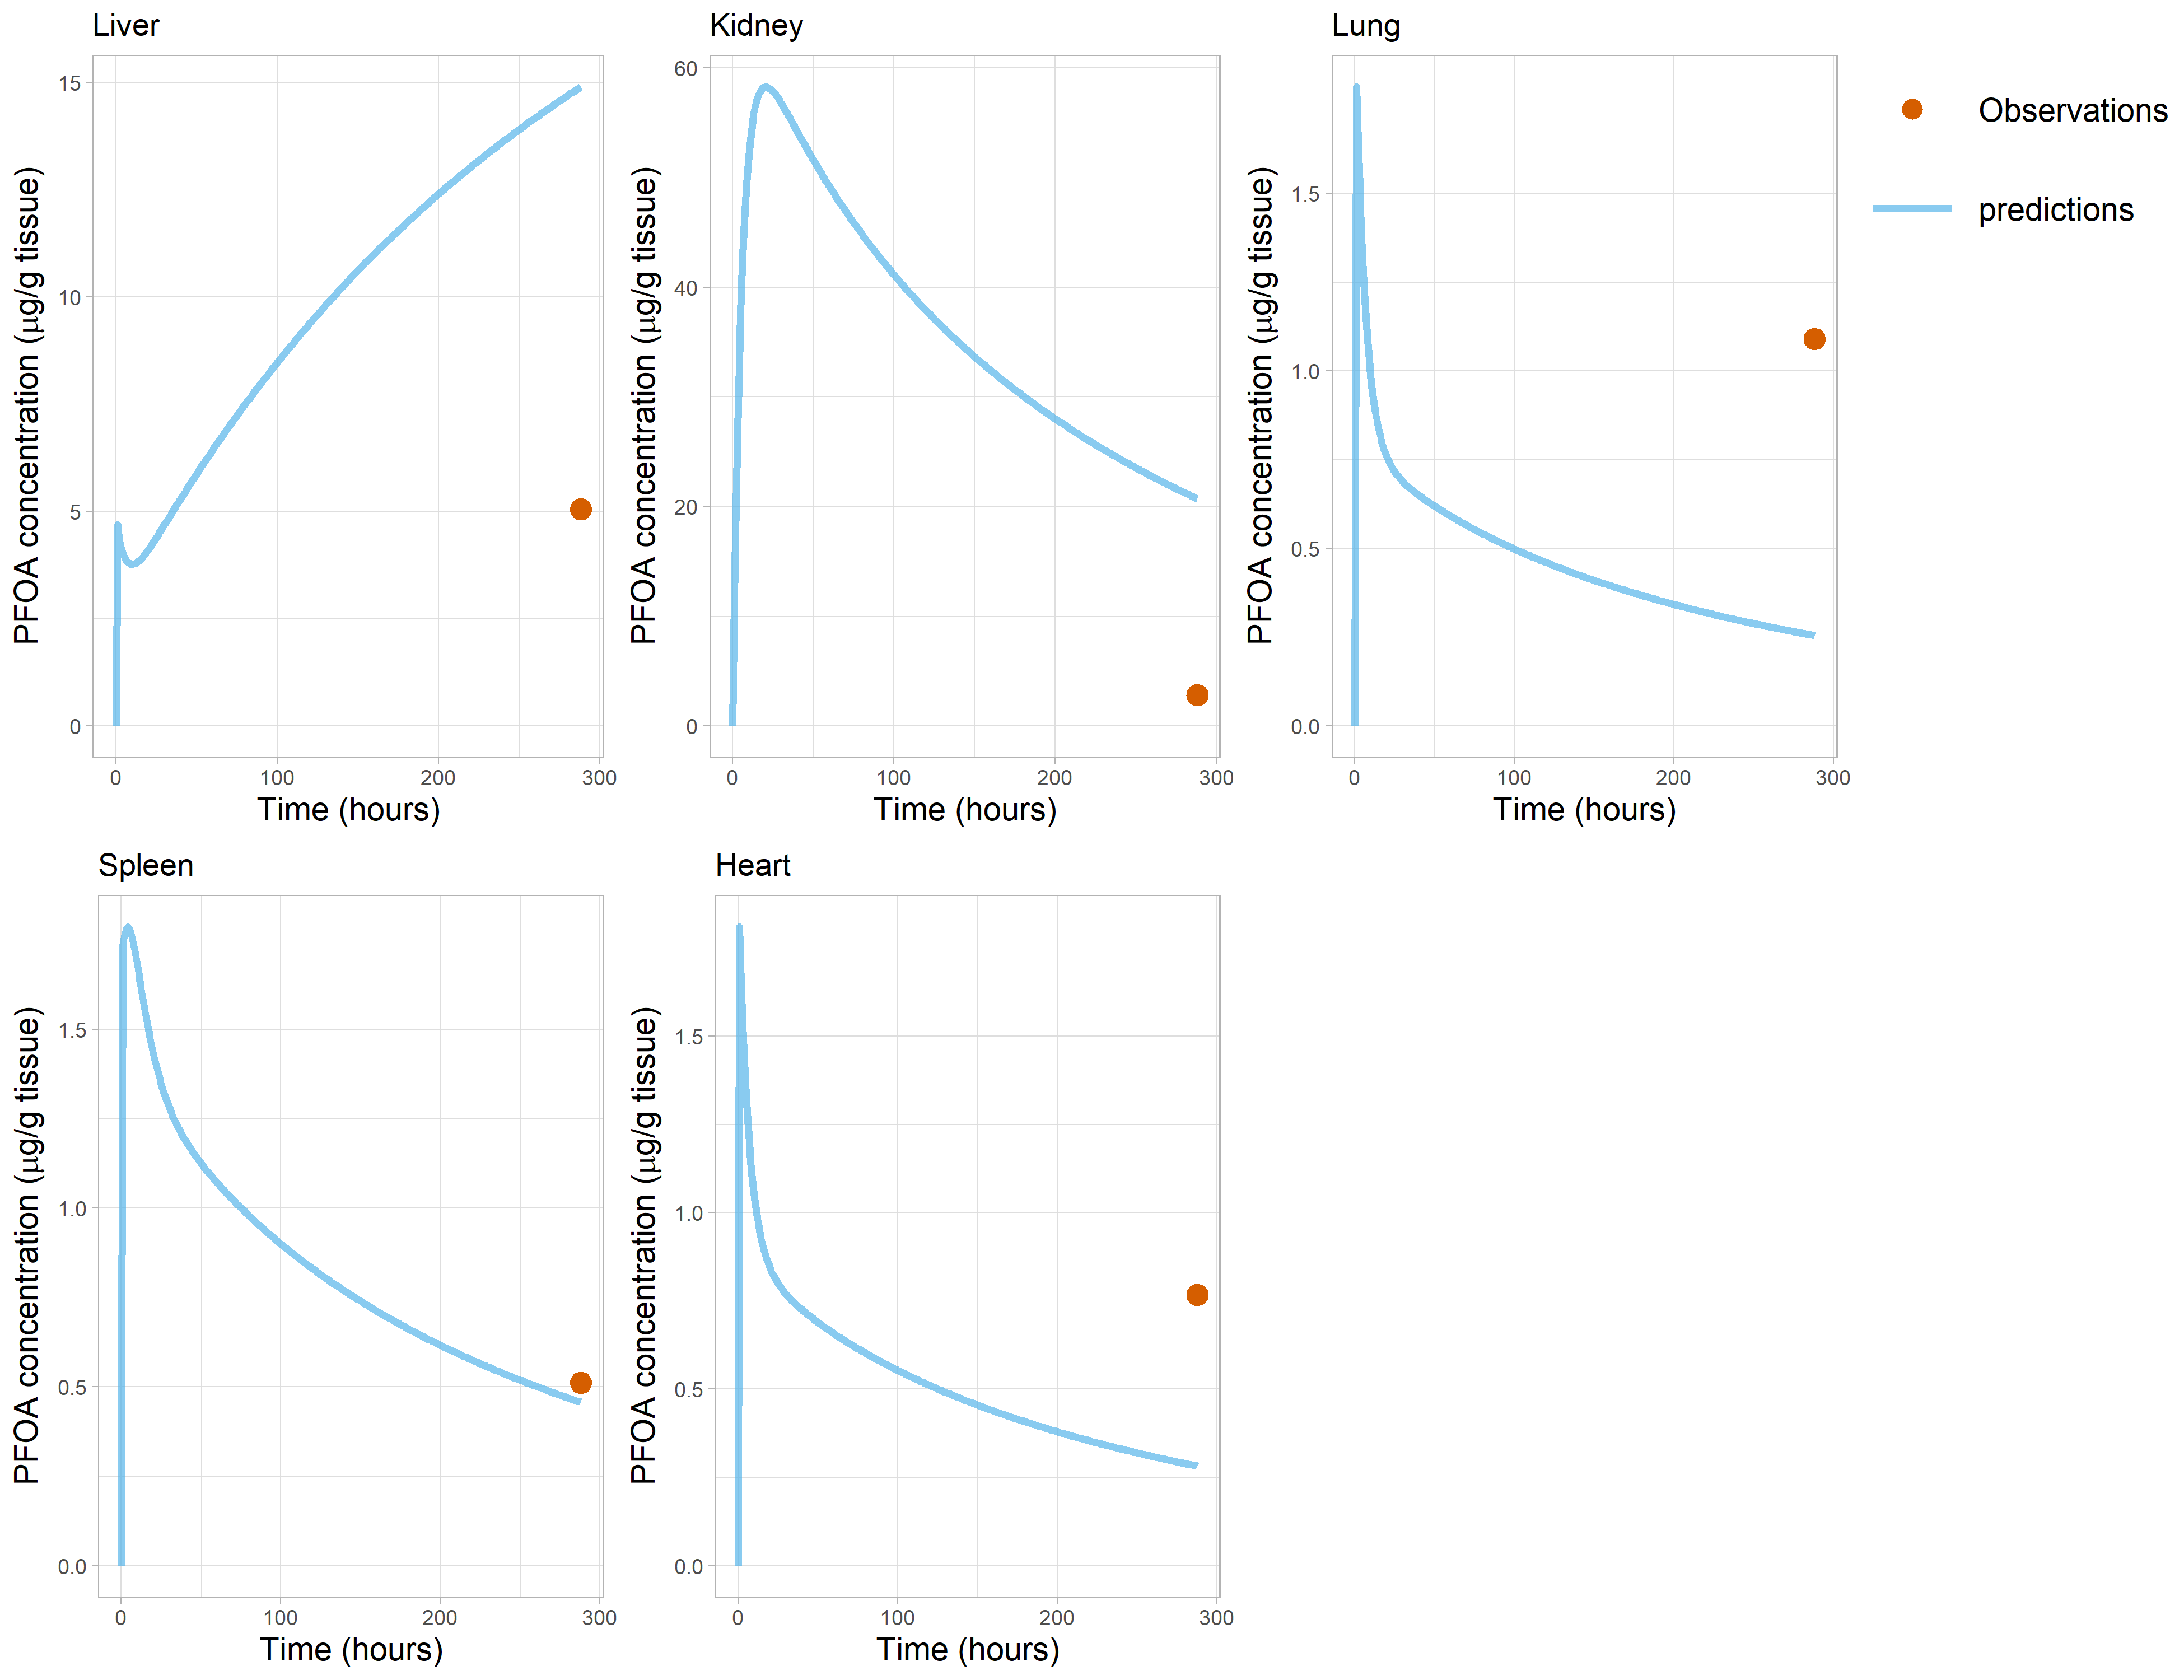 Liver
PFOA concentration (μg/g tissue)
15
10
5
0
0 100 200 300
Time (hours)
Kidney
PFOA concentration (μg/g tissue)
60
40
20
0
0 100 200 300
Time (hours)
Lung
PFOA concentration (μg/g tissue)
1.5
1.0
0.5
0.0
0 100 200 300
Time (hours)
Observations
predictions
Spleen
PFOA concentration (μg/g tissue)
1.5
1.0
0.5
0.0
0 100 200 300
Time (hours)
Heart
PFOA concentration (μg/g tissue)
1.5
1.0
0.5
0.0
0 100 200 300
Time (hours)